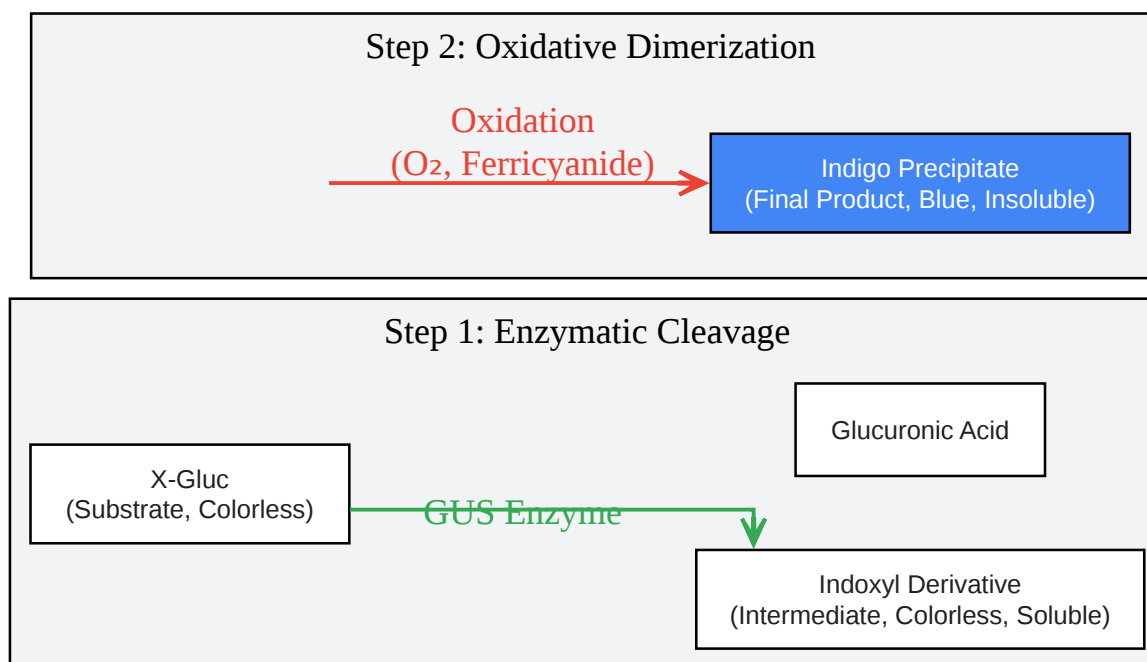 Step 2: Oxidative Dimerization
Oxidation
(O₂, Ferricyanide)
Indigo Precipitate
(Final Product, Blue, Insoluble)
Step 1: Enzymatic Cleavage
Glucuronic Acid
X-Gluc
(Substrate, Colorless)
GUS Enzyme
Indoxyl Derivative
(Intermediate, Colorless, Soluble)